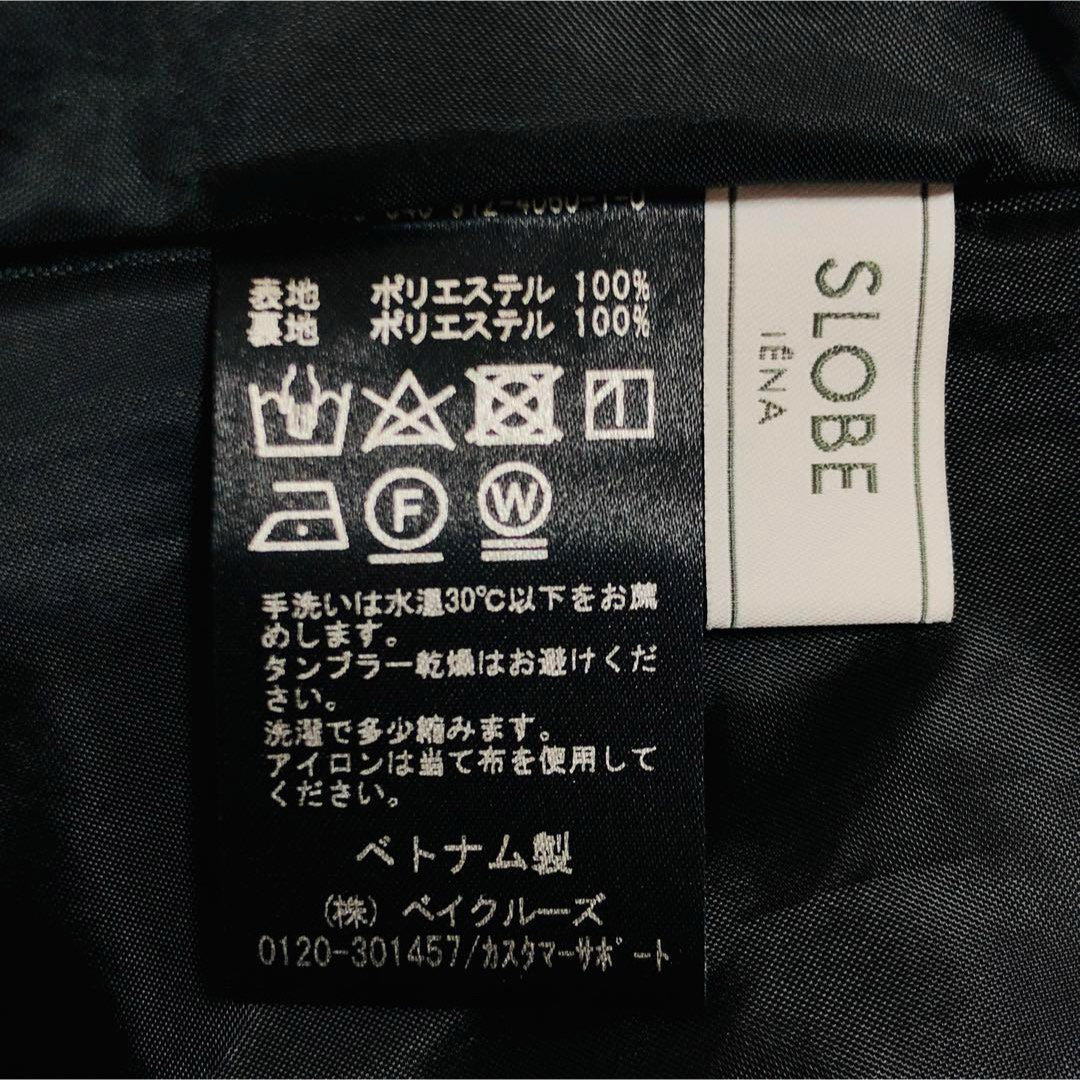 表地 ポリエステル 100%
裏地 ポリエステル 100%
F
W
手洗いは水温30℃以下をお薦
めします。
タンブラー乾燥はお避けくだ
さい。
洗濯で多少縮みます。
アイロンは当て布を使用して
ください。
ベトナム製
(株) ベイクルーズ
0120-301457/カスタマーサポート
SLOBE
IÉNA